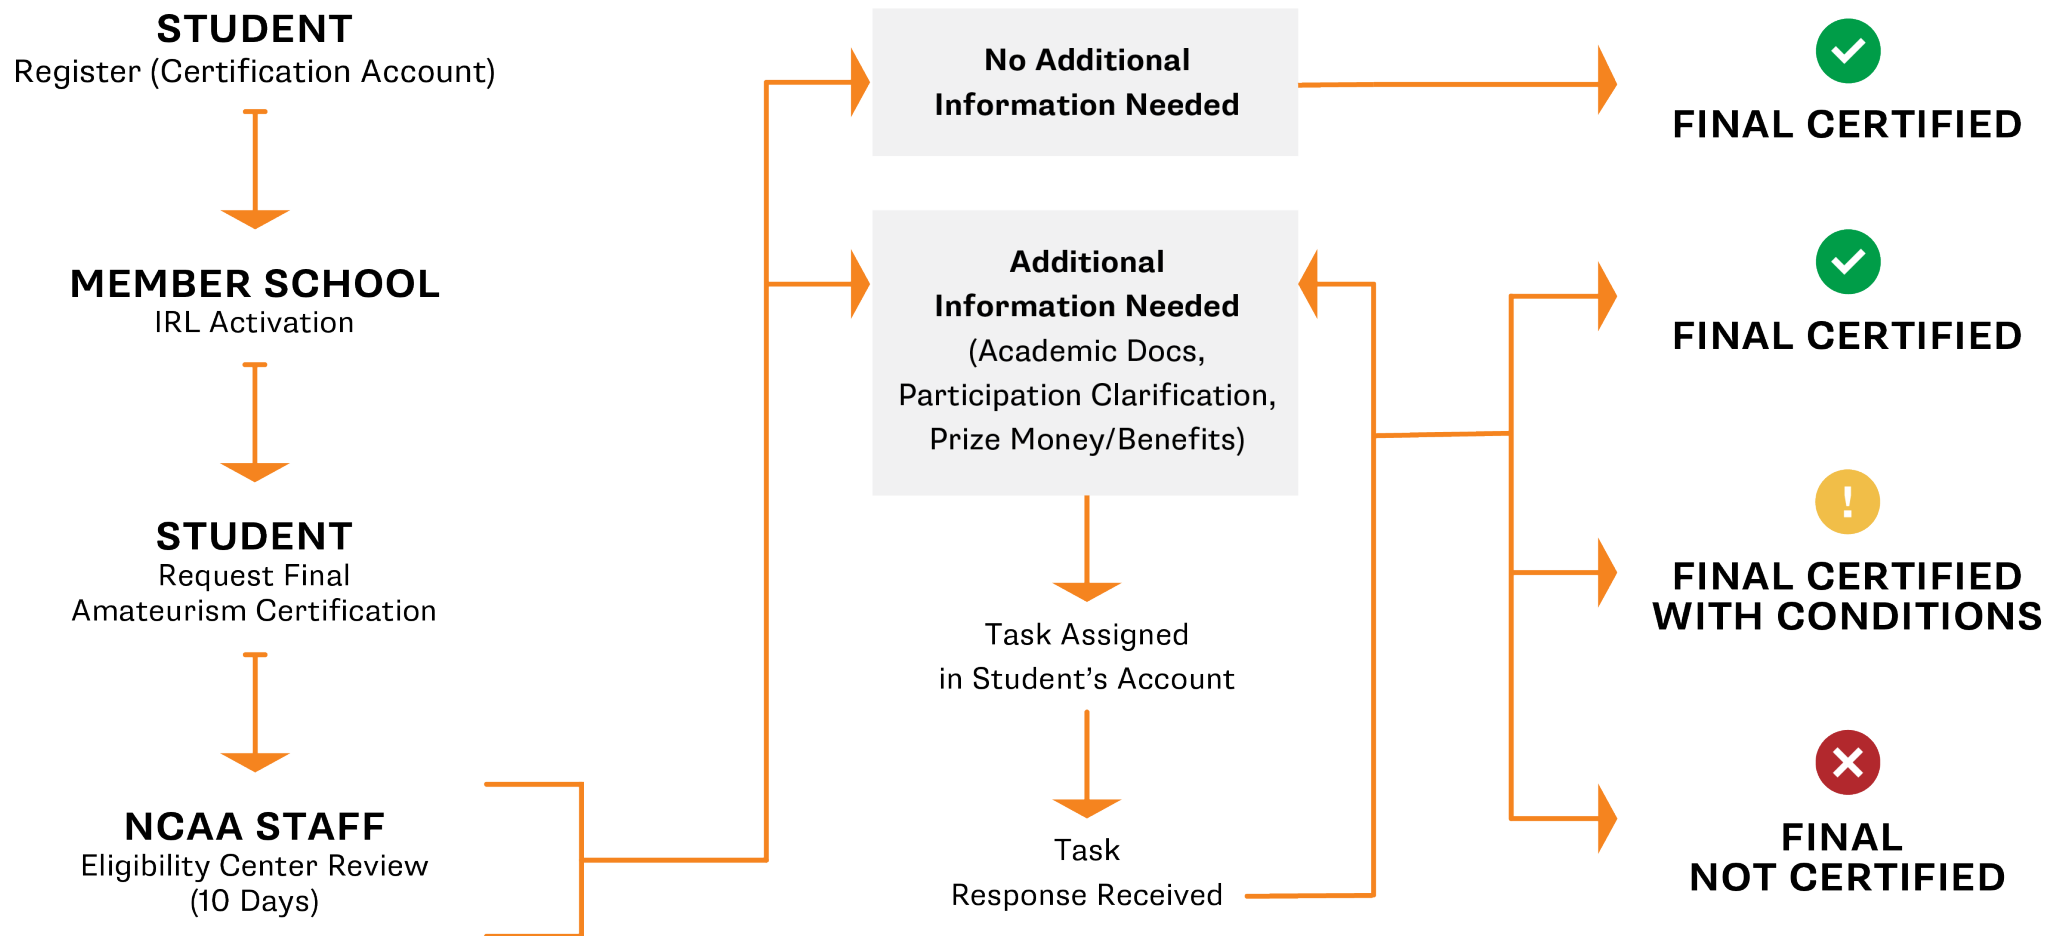 STUDENT
Register (Certification Account)
MEMBER SCHOOL
IRL Activation
STUDENT
Request Final
Amateurism Certification
NCAA STAFF
Eligibility Center Review
(10 Days)
No Additional
Information Needed
Additional
Information Needed
(Academic Docs,
Participation Clarification,
Prize Money/Benefits)
Task Assigned
in Student’s Account
Task
Response Received
FINAL CERTIFIED
FINAL CERTIFIED
!
FINAL CERTIFIED
WITH CONDITIONS
FINAL
NOT CERTIFIED